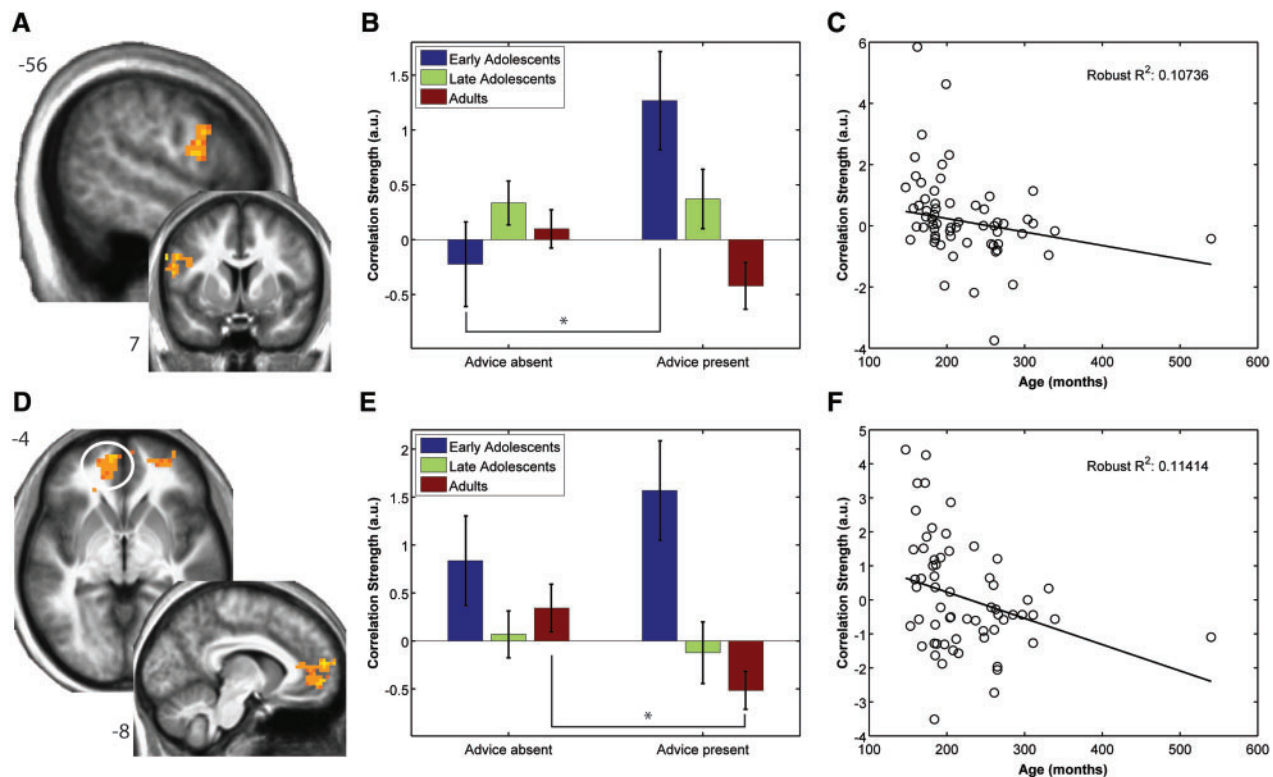 A
-56
7
B
Early Adolescents
Late Adolescents
Adults
Correlation Strength (a.u.)
1.5
1
0.5
0
-0.5
*
Advice absent
Advice present
C
Robust R²: 0.10736
Correlation Strength (a.u.)
6
4
2
0
-2
-4
100
200
300
400
500
600
Age (months)
D
-4
-8
E
Early Adolescents
Late Adolescents
Adults
Correlation Strength (a.u.)
2
1.5
1
0.5
0
-0.5
*
Advice absent
Advice present
F
Robust R²: 0.11414
Correlation Strength (a.u.)
5
4
3
2
1
0
-1
-2
-3
-4
100
200
300
400
500
600
Age (months)